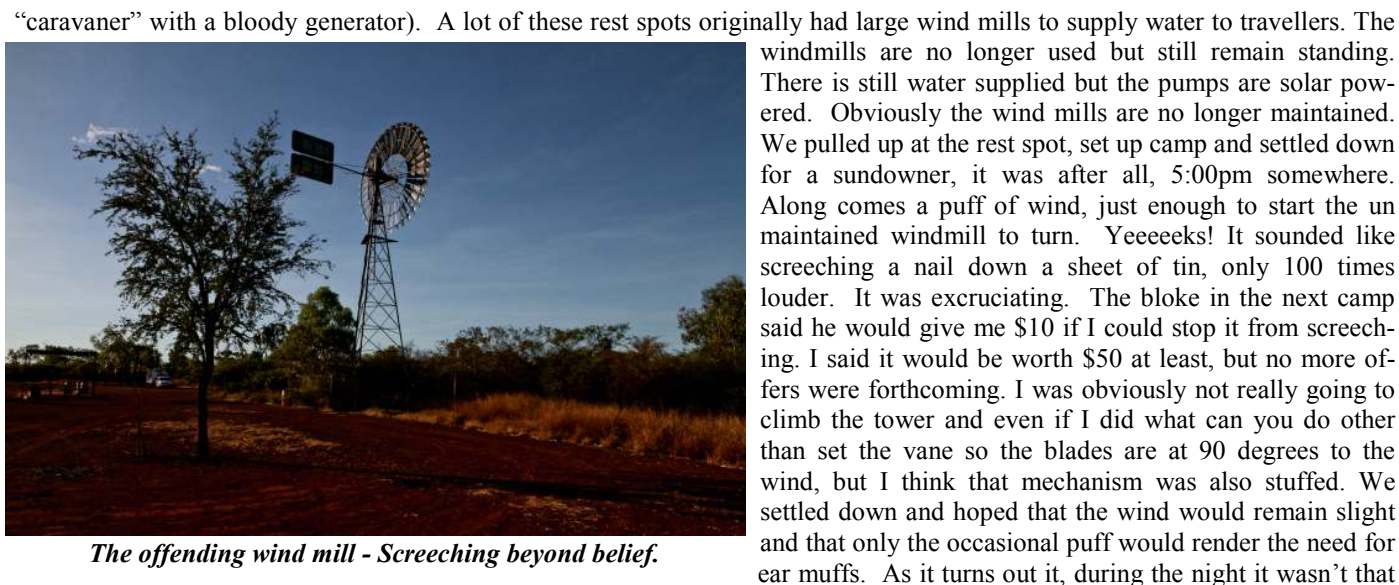 “caravaner” with a bloody generator).  A lot of these rest spots originally had large wind mills to supply water to travellers. The
windmills are no longer used but still remain standing.
There is still water supplied but the pumps are solar pow-
ered.  Obviously the wind mills are no longer maintained.
We pulled up at the rest spot, set up camp and settled down
for a sundowner, it was after all, 5:00pm somewhere.
Along comes a puff of wind, just enough to start the un
maintained windmill to turn.  Yeeeeeks! It sounded like
screeching a nail down a sheet of tin, only 100 times
louder.  It was excruciating.  The bloke in the next camp
said he would give me $10 if I could stop it from screech-
ing. I said it would be worth $50 at least, but no more of-
fers were forthcoming. I was obviously not really going to
climb the tower and even if I did what can you do other
than set the vane so the blades are at 90 degrees to the
wind, but I think that mechanism was also stuffed. We
settled down and hoped that the wind would remain slight
and that only the occasional puff would render the need for
ear muffs.  As it turns out it, during the night it wasn’t that
The offending wind mill - Screeching beyond belief.